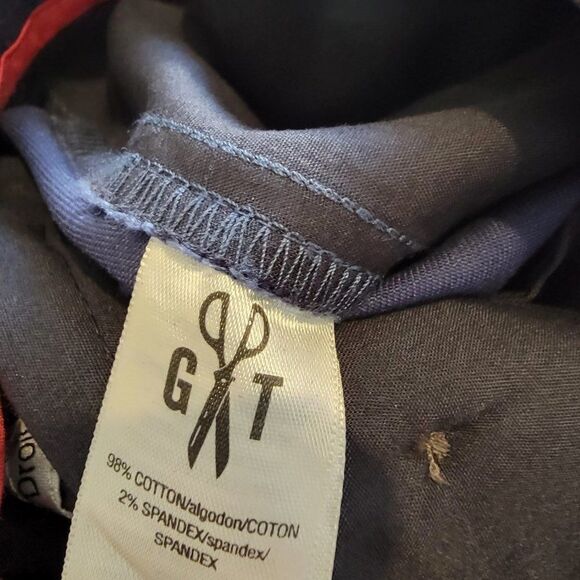 G T
98% COTTON/algodon/COTON
2% SPANDEX/spandex/
SPANDEX